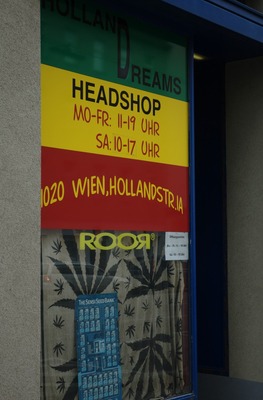 HOLLAND
DREAMS
HEADSHOP
MO-FR: 11-19 UHR
SA: 10-17 UHR
1020 WIEN, HOLLANDSTR.1A
ROOR
THE SENSI SEED BANK